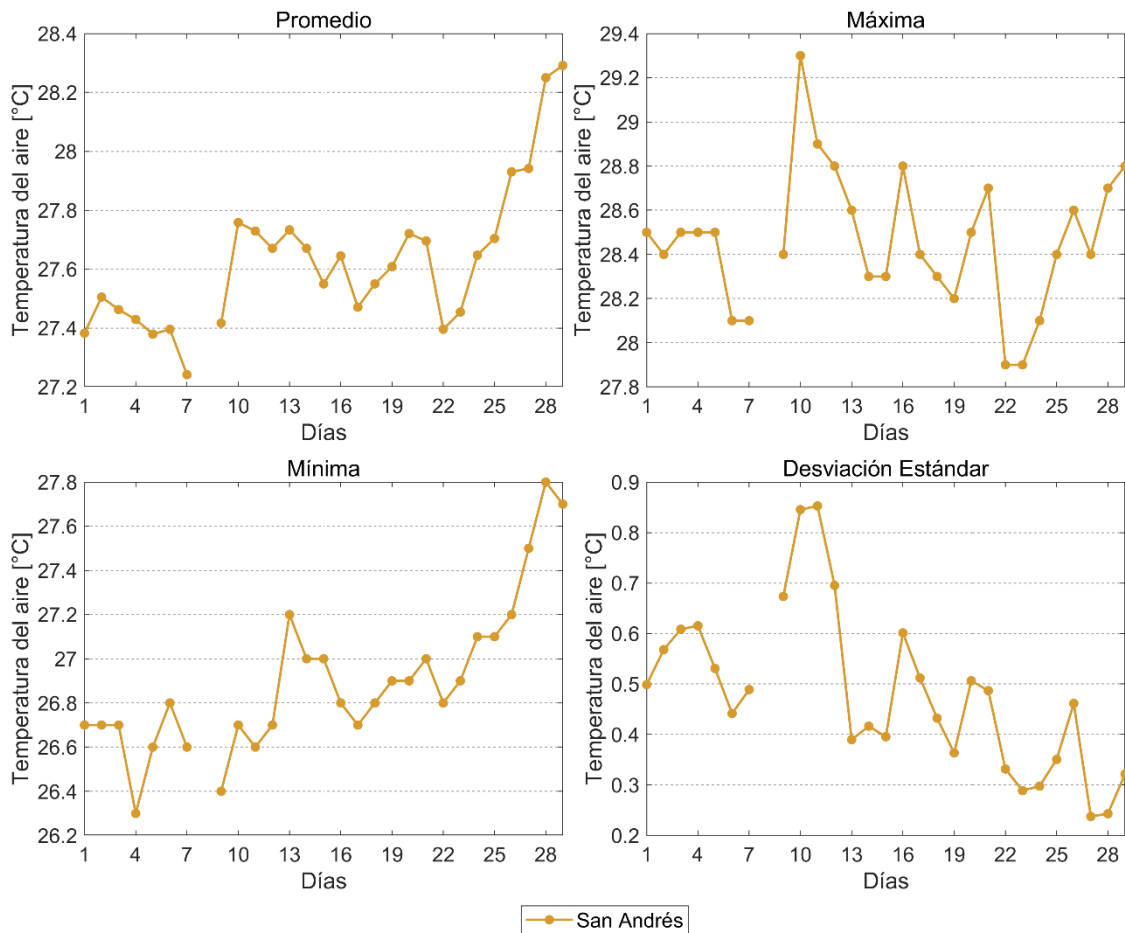 Promedio
28.4
28.2
28
27.8
27.6
27.4
27.2
Temperatura del aire [°C]
1 4 7 10 13 16 19 22 25 28
Días
Máxima
29.4
29.2
29
28.8
28.6
28.4
28.2
28
27.8
Temperatura del aire [°C]
1 4 7 10 13 16 19 22 25 28
Días
Mínima
27.8
27.6
27.4
27.2
27
26.8
26.6
26.4
26.2
Temperatura del aire [°C]
1 4 7 10 13 16 19 22 25 28
Días
Desviación Estándar
0.9
0.8
0.7
0.6
0.5
0.4
0.3
0.2
Temperatura del aire [°C]
1 4 7 10 13 16 19 22 25 28
Días
San Andrés